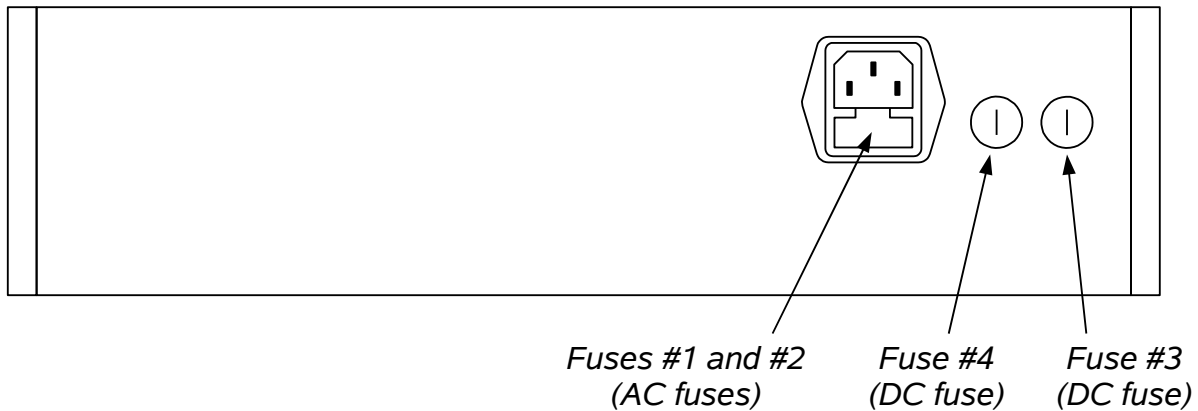 Fuses #1 and #2
(AC fuses)
Fuse #4
(DC fuse)
Fuse #3
(DC fuse)